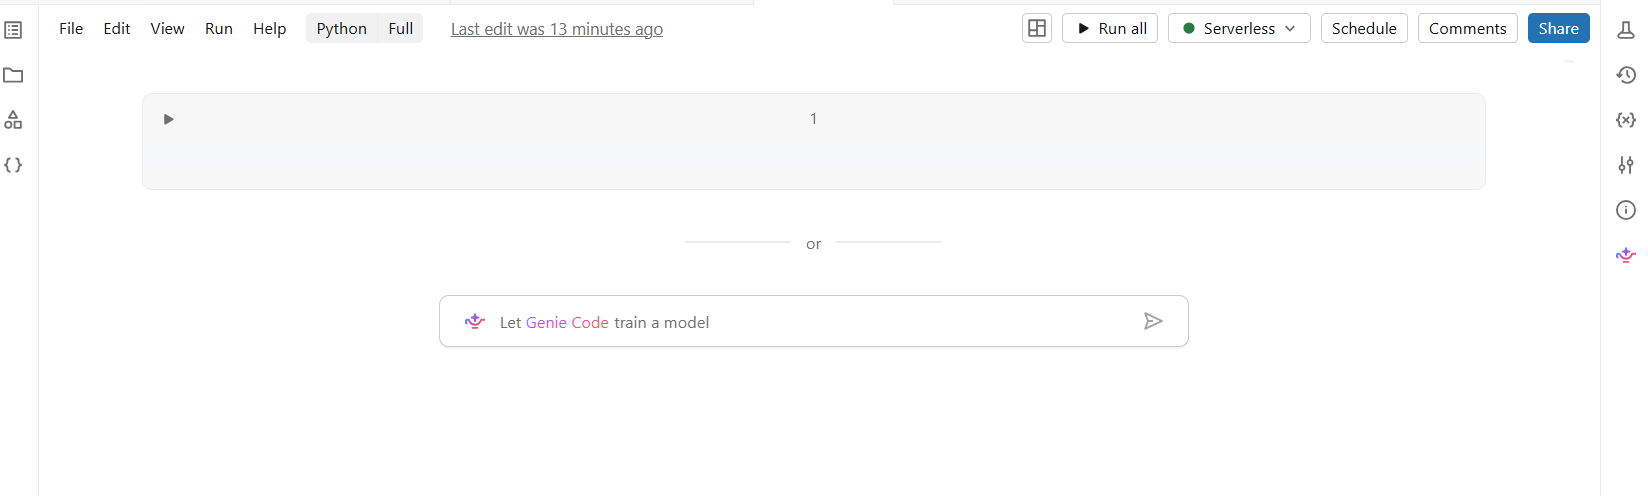 File Edit View Run Help Python Full Last edit was 13 minutes ago Run all Serverless Schedule Comments Share
1
or
Let Genie Code train a model